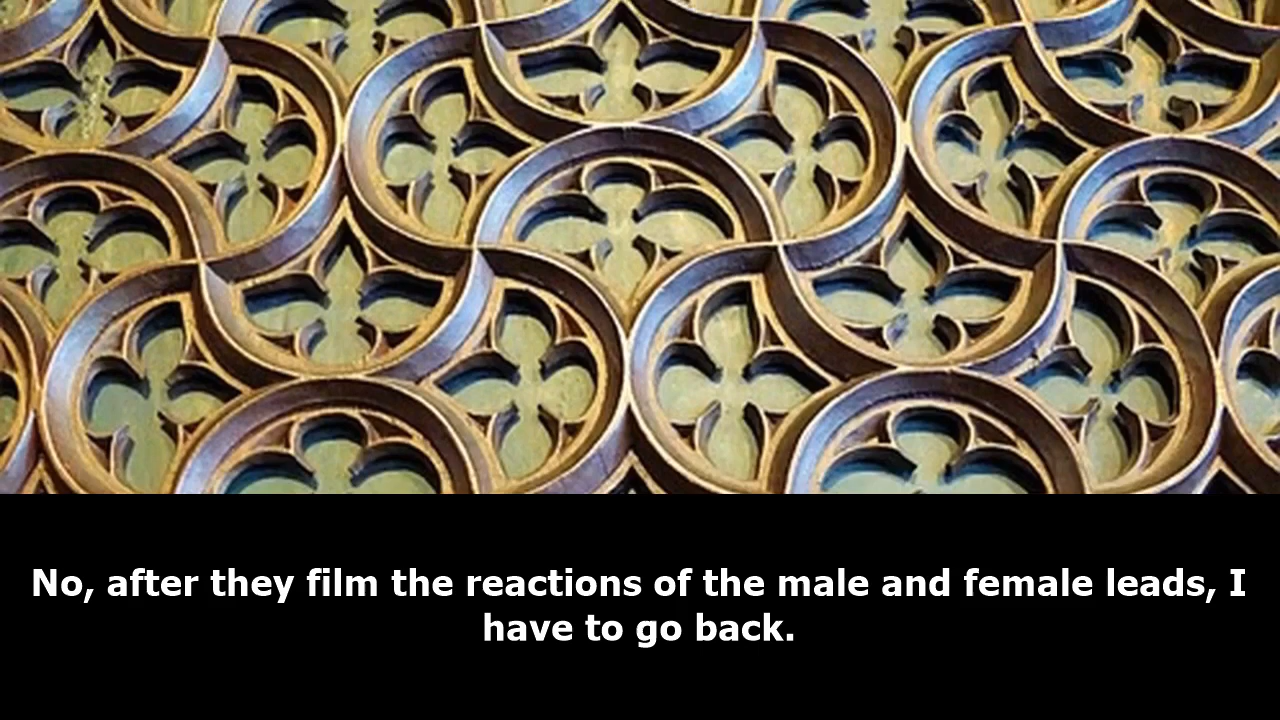 No, after they film the reactions of the male and female leads, I
have to go back.